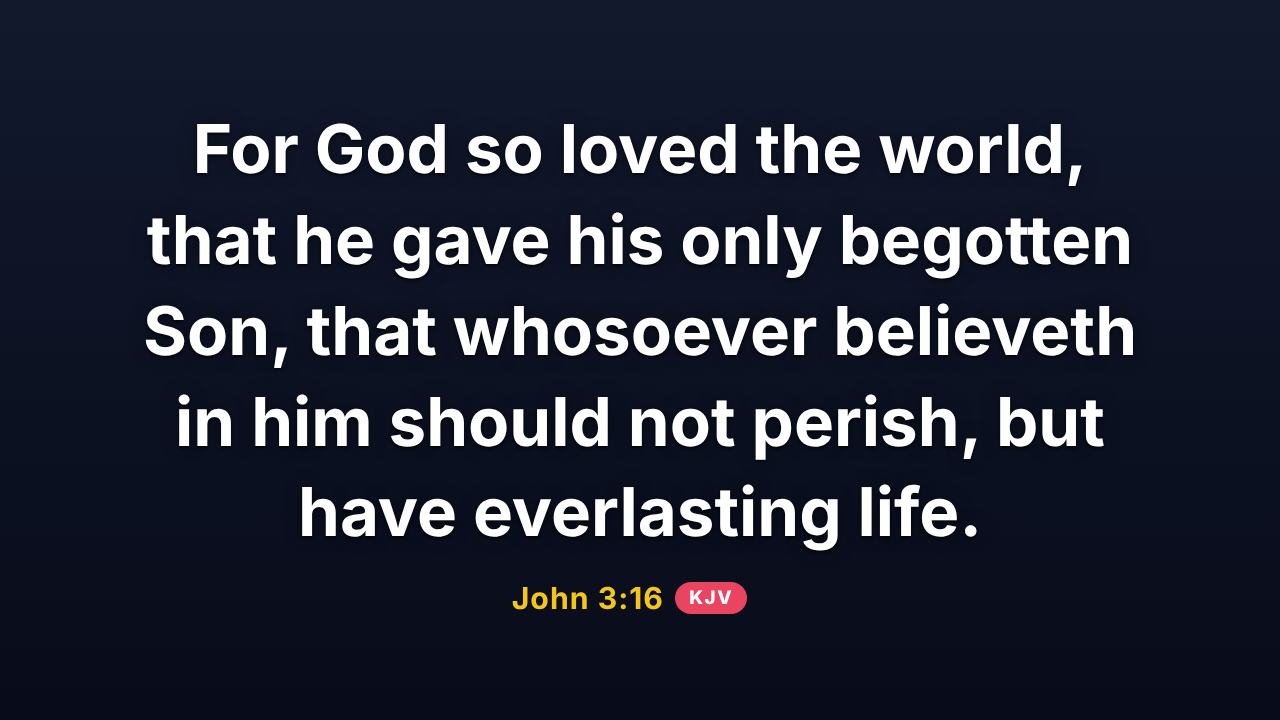 For God so loved the world,
that he gave his only begotten
Son, that whosoever believeth
in him should not perish, but
have everlasting life.
John 3:16 KJV